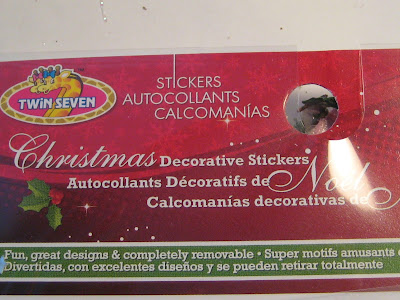 TWIN SEVEN
STICKERS
AUTOCOLLANTS
CALCOMANÍAS
Christmas Decorative Stickers
Autocollants Décoratifs de Noël
Calcomanías decorativas de
Fun, great designs & completely removable • Super motifs amusants
Divertidas, con excelentes diseños y se pueden retirar totalmente